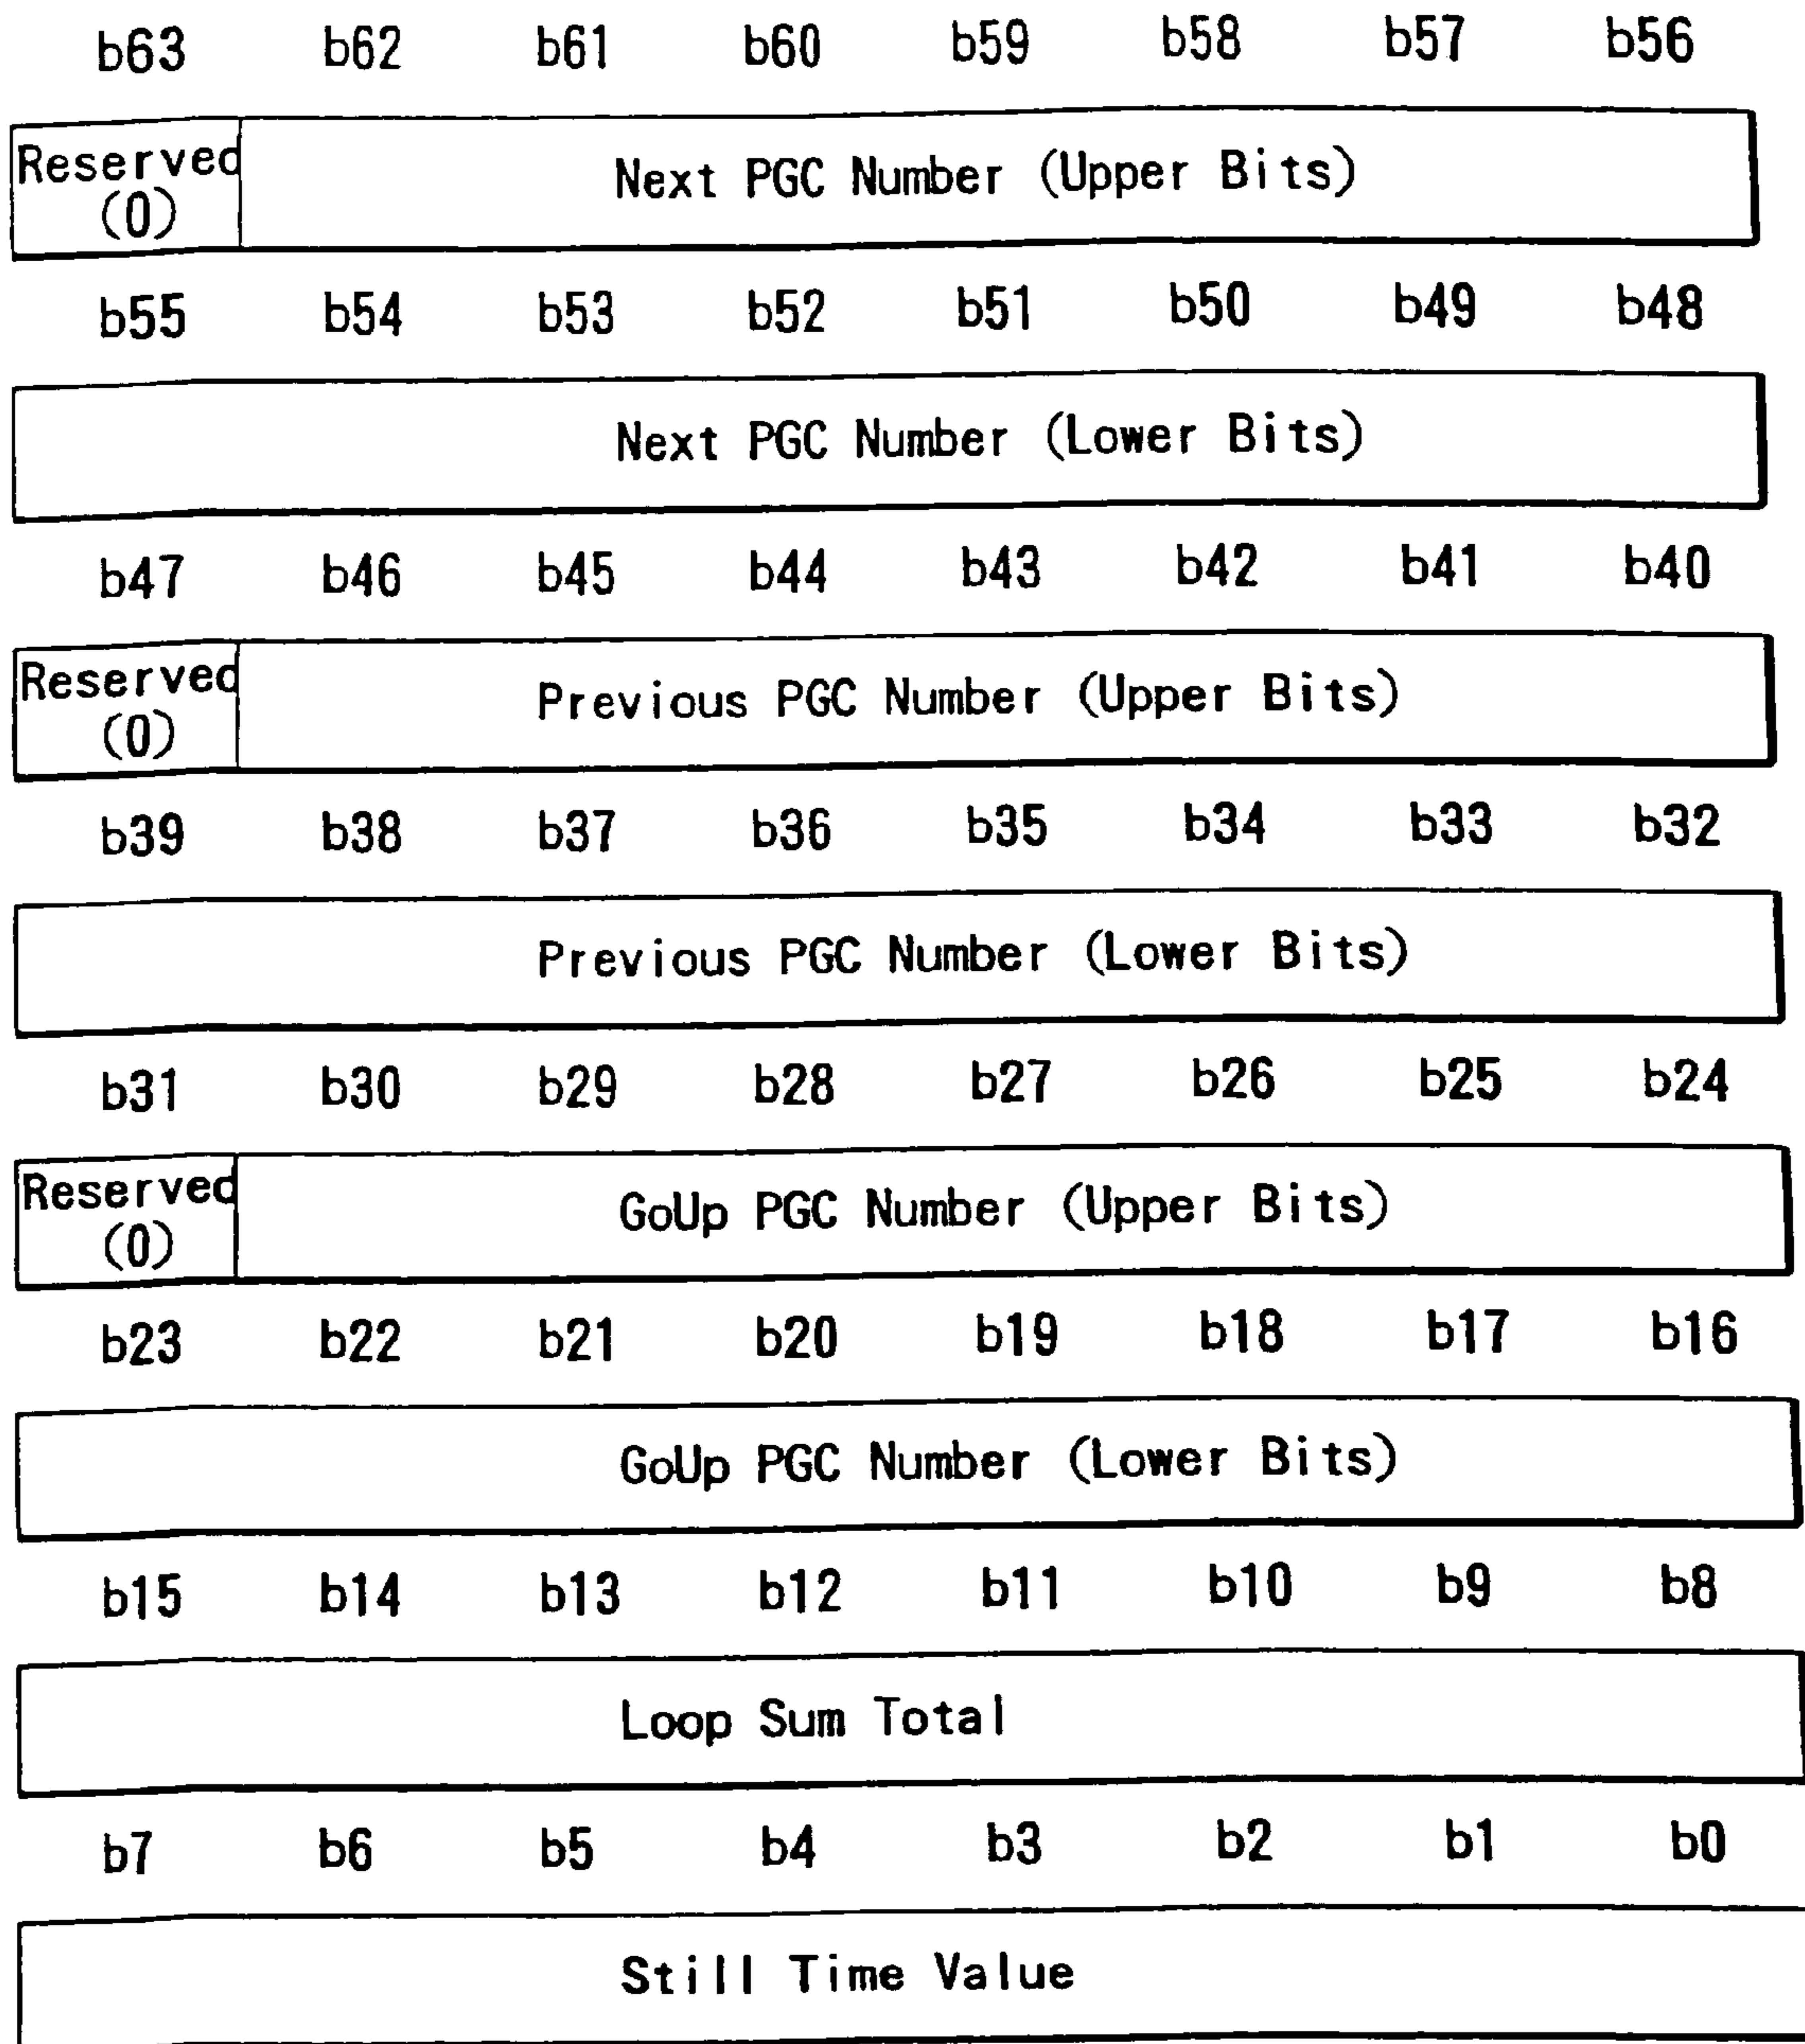 b63 b62 b61 b60 b59 b58 b57 b56
Reserved
(0)
Next PGC Number (Upper Bits)
b55 b54 b53 b52 b51 b50 b49 b48
Next PGC Number (Lower Bits)
b47 b46 b45 b44 b43 b42 b41 b40
Reserved
(0)
Previous PGC Number (Upper Bits)
b39 b38 b37 b36 b35 b34 b33 b32
Previous PGC Number (Lower Bits)
b31 b30 b29 b28 b27 b26 b25 b24
Reserved
(0)
GoUp PGC Number (Upper Bits)
b23 b22 b21 b20 b19 b18 b17 b16
GoUp PGC Number (Lower Bits)
b15 b14 b13 b12 b11 b10 b9 b8
Loop Sum Total
b7 b6 b5 b4 b3 b2 b1 b0
Still Time Value